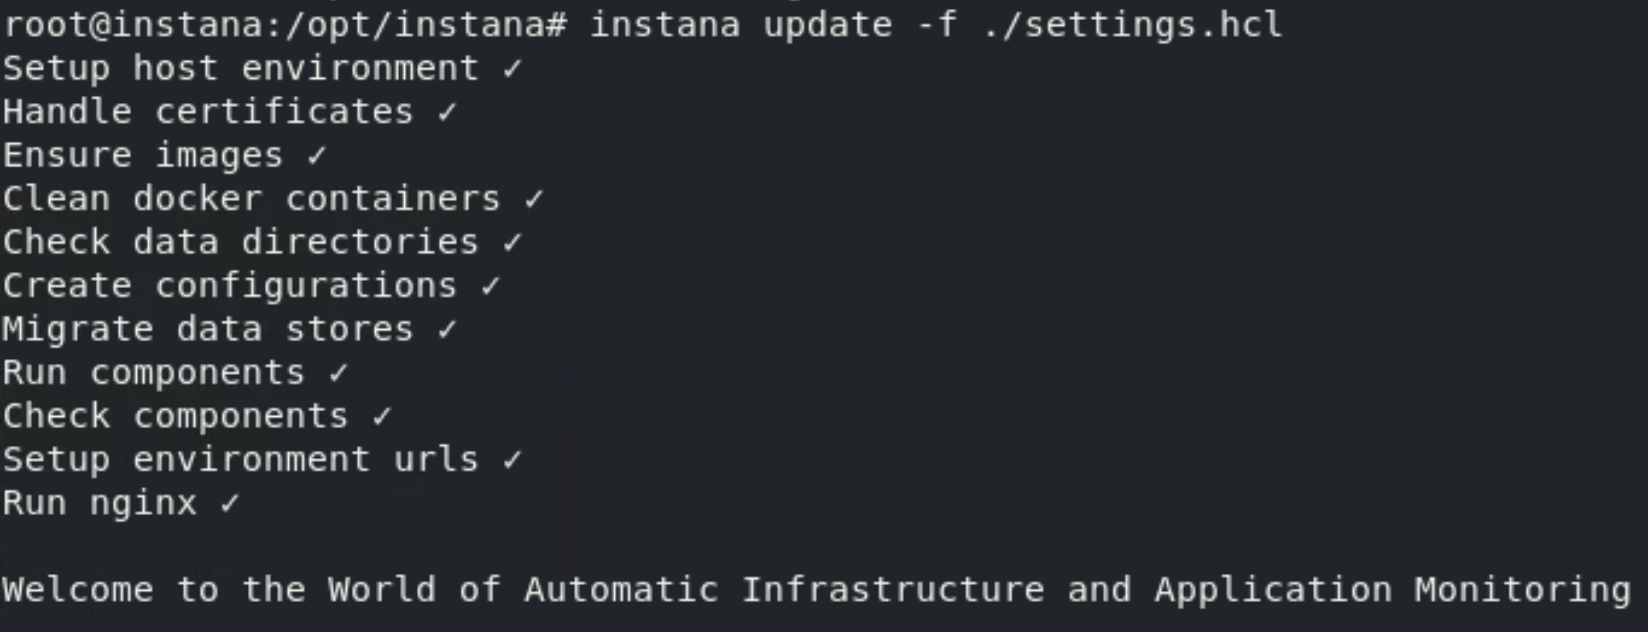 root@instana:/opt/instana# instana update -f ./settings.hcl
Setup host environment ✓
Handle certificates ✓
Ensure images ✓
Clean docker containers ✓
Check data directories ✓
Create configurations ✓
Migrate data stores ✓
Run components ✓
Check components ✓
Setup environment urls ✓
Run nginx ✓
Welcome to the World of Automatic Infrastructure and Application Monitoring